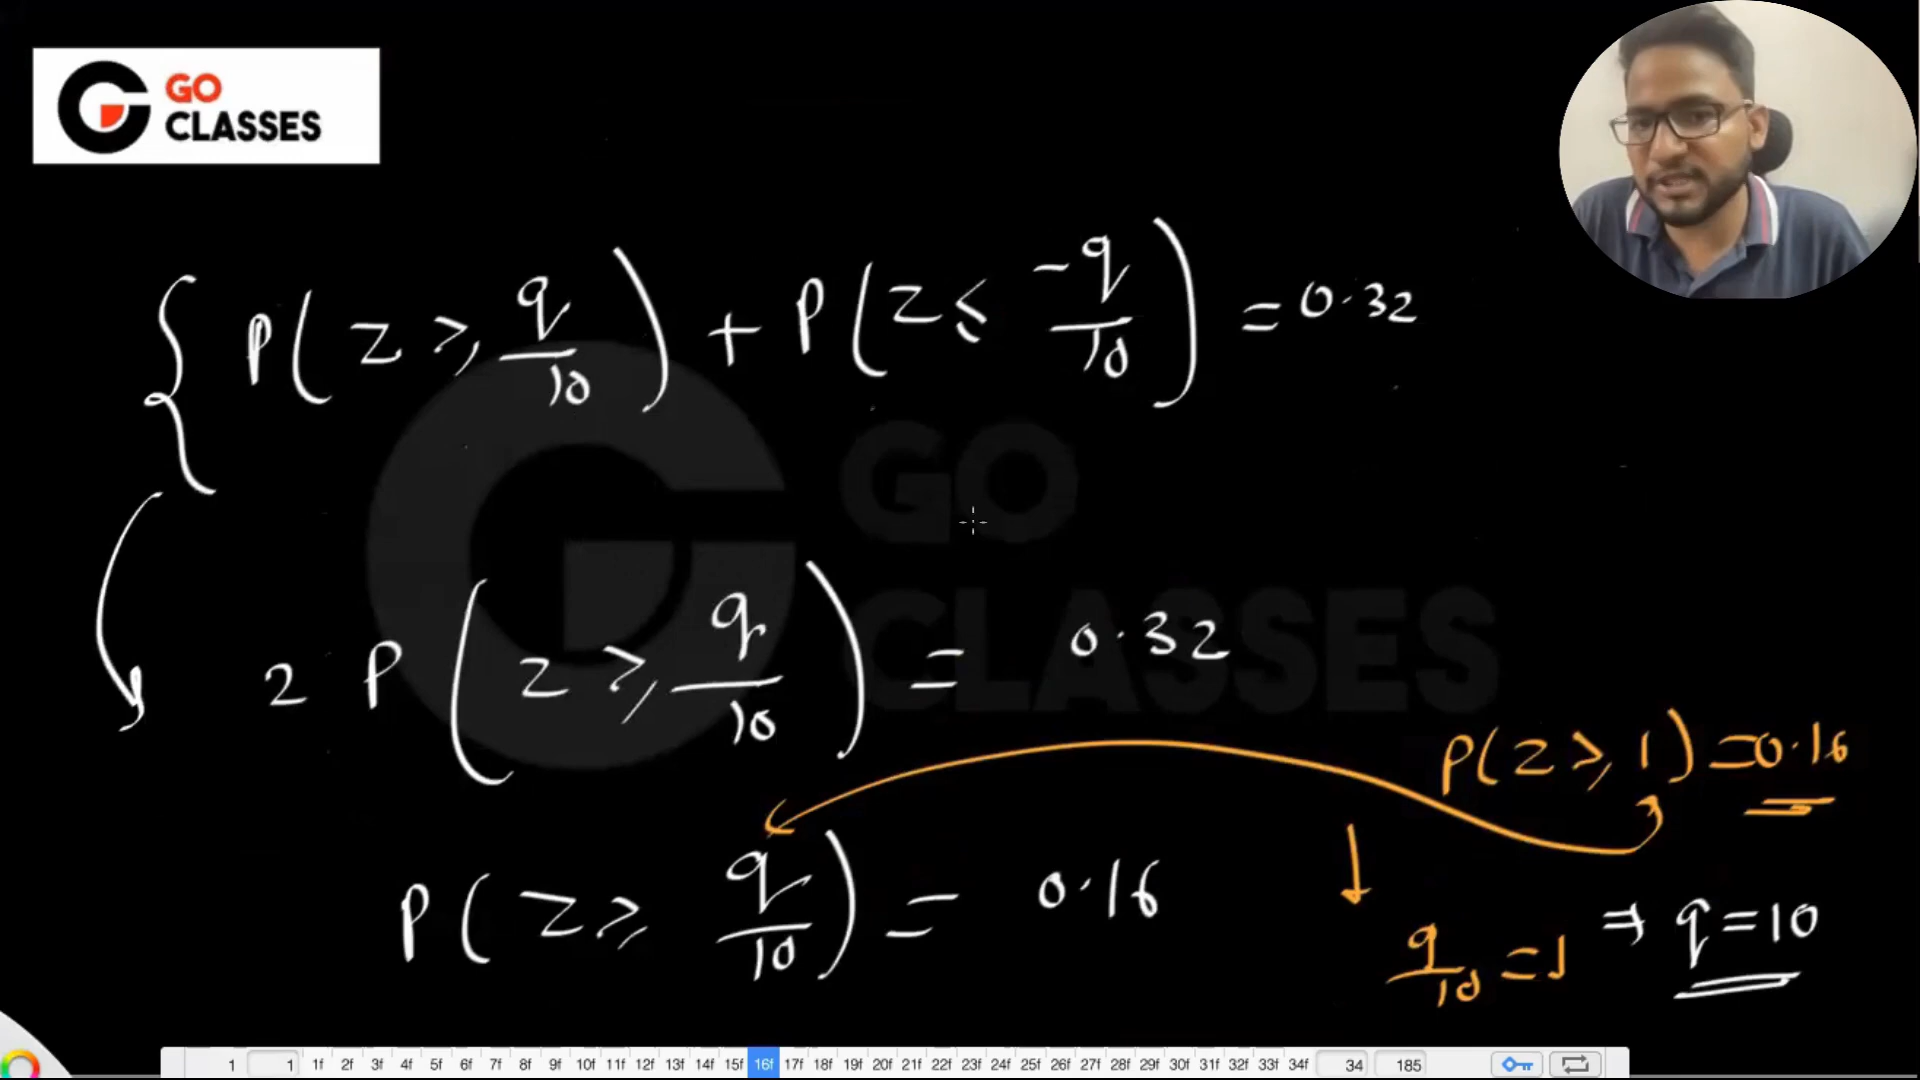 GO
CLASSES
P(Z ≥ q/10) + P(Z ≤ -q/10) = 0.32
GO
CLASSES
2 P(Z ≥ q/10) = 0.32
P(Z ≥ 1) = 0.16
P(Z ≥ q/10) = 0.16
q/10 = 1 ⇒ q = 10
1 1 1f 2f 3f 4f 5f 6f 7f 8f 9f 10f 11f 12f 13f 14f 15f 16f 17f 18f 19f 20f 21f 22f 23f 24f 25f 26f 27f 28f 29f 30f 31f 32f 33f 34f 34 185